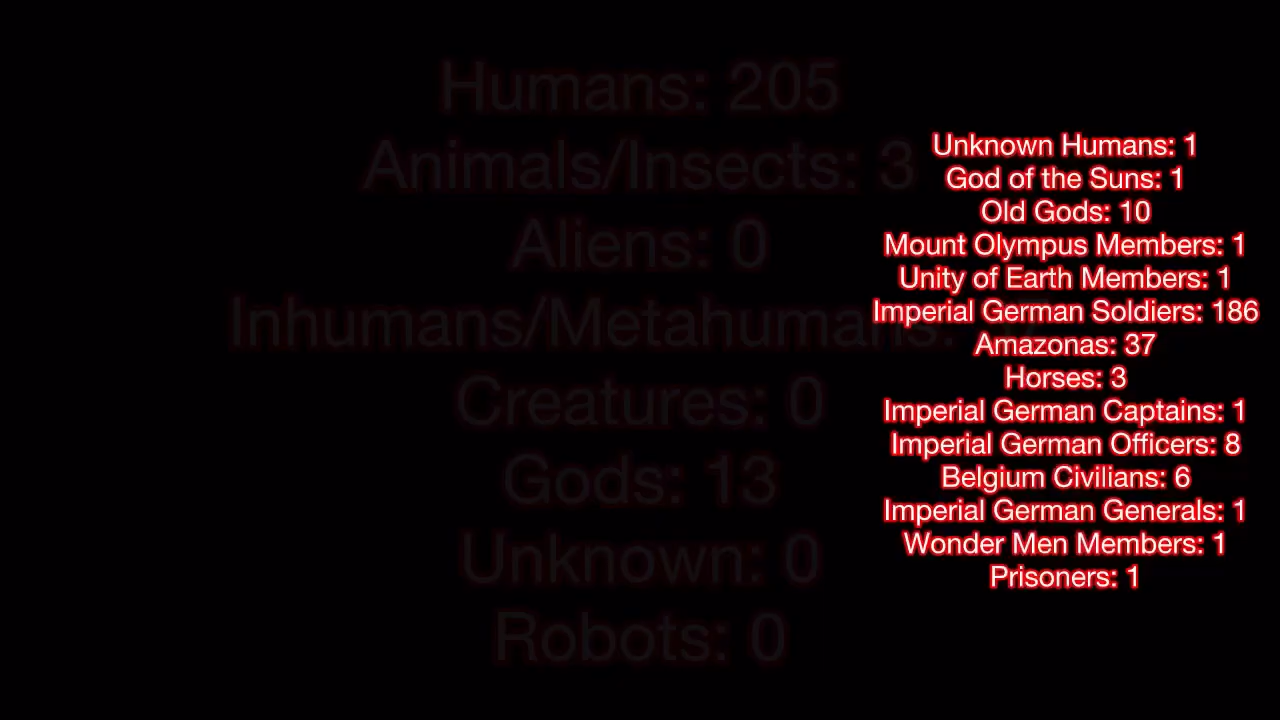 Humans: 205
Animals/Insects: 3
Aliens: 0
Inhumans/Metahumans:
Creatures: 0
Gods: 13
Unknown: 0
Robots: 0
Unknown Humans: 1
God of the Suns: 1
Old Gods: 10
Mount Olympus Members: 1
Unity of Earth Members: 1
Imperial German Soldiers: 186
Amazonas: 37
Horses: 3
Imperial German Captains: 1
Imperial German Officers: 8
Belgium Civilians: 6
Imperial German Generals: 1
Wonder Men Members: 1
Prisoners: 1